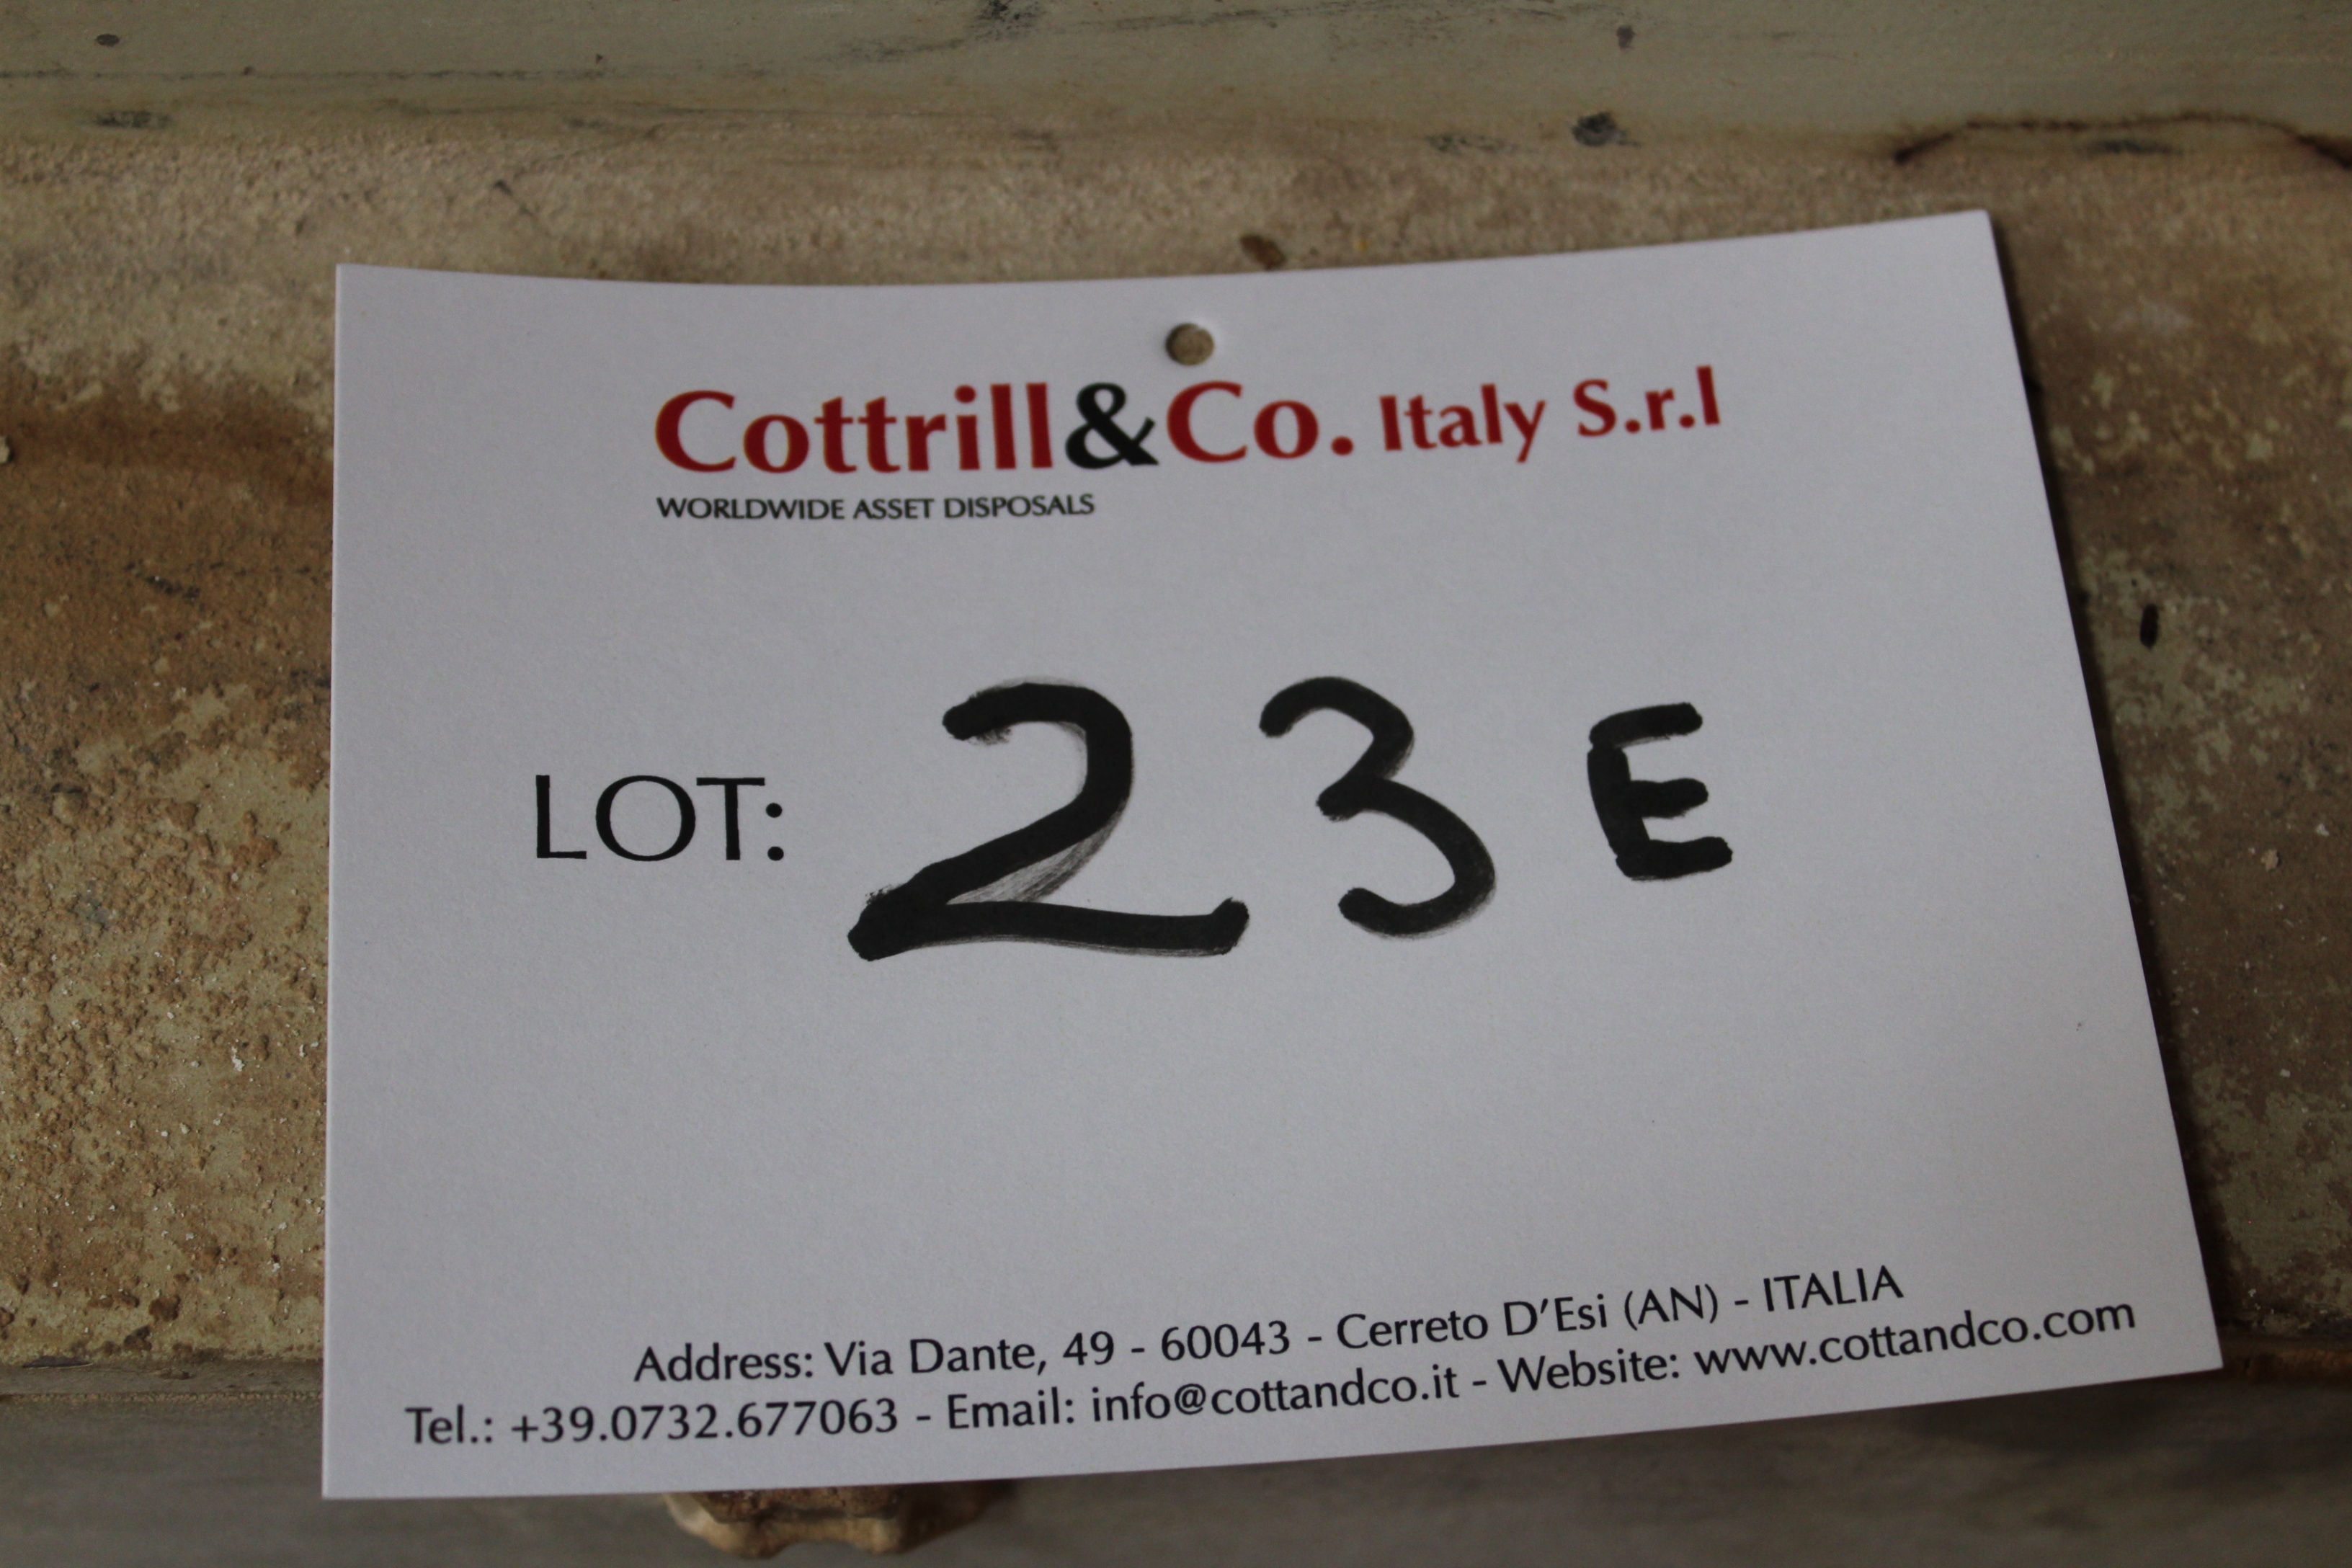 Cottrill&Co. Italy S.r.l
WORLDWIDE ASSET DISPOSALS
LOT: 23 E
Address: Via Dante, 49 - 60043 - Cerreto D'Esi (AN) - ITALIA
Tel.: +39.0732.677063 - Email: info@cottandco.it - Website: www.cottandco.com